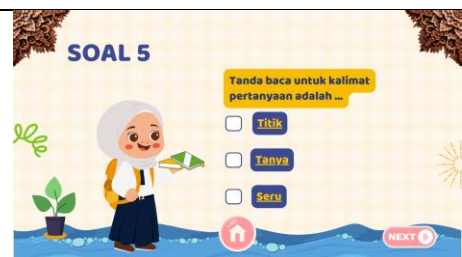 SOAL 5
Tanda baca untuk kalimat
pertanyaan adalah ...
Titik
Tanya
Seru
NEXT